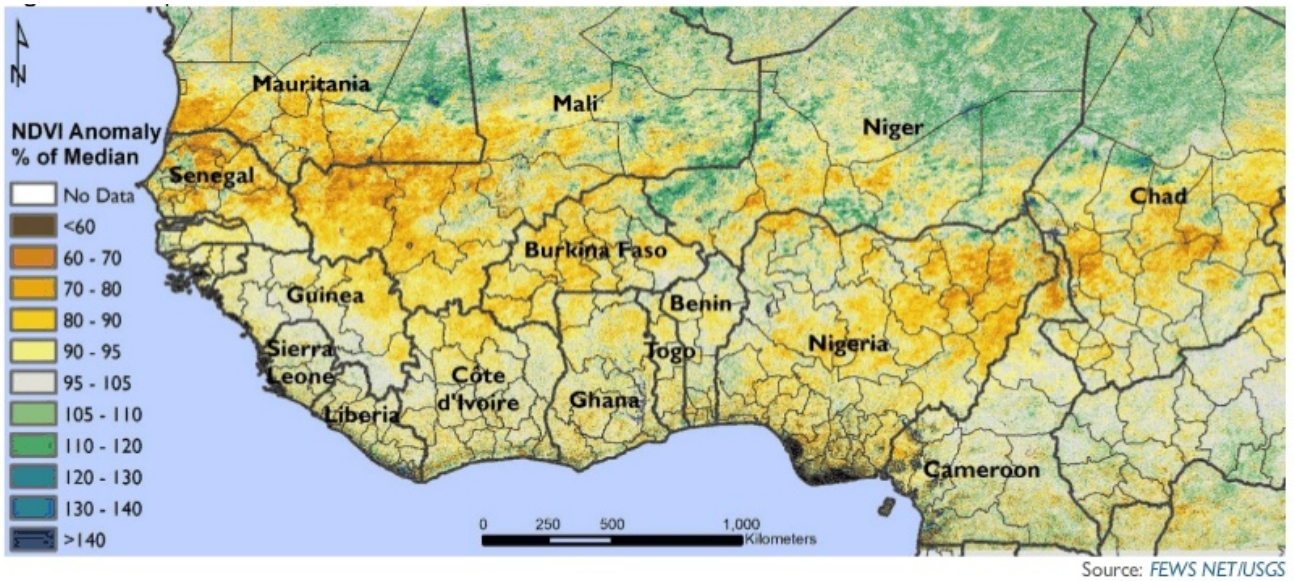 N
NDVI Anomaly
% of Median
No Data
<60
60 - 70
70 - 80
80 - 90
90 - 95
95 - 105
105 - 110
110 - 120
120 - 130
130 - 140
>140
Mauritania
Mali
Niger
Chad
Senegal
Burkina Faso
Guinea
Benin
Nigeria
Sierra
Leone
Togo
Côte
d'Ivoire
Ghana
Liberia
Cameroon
0 250 500 1,000
Kilometers
Source: FEWS NET/USGS